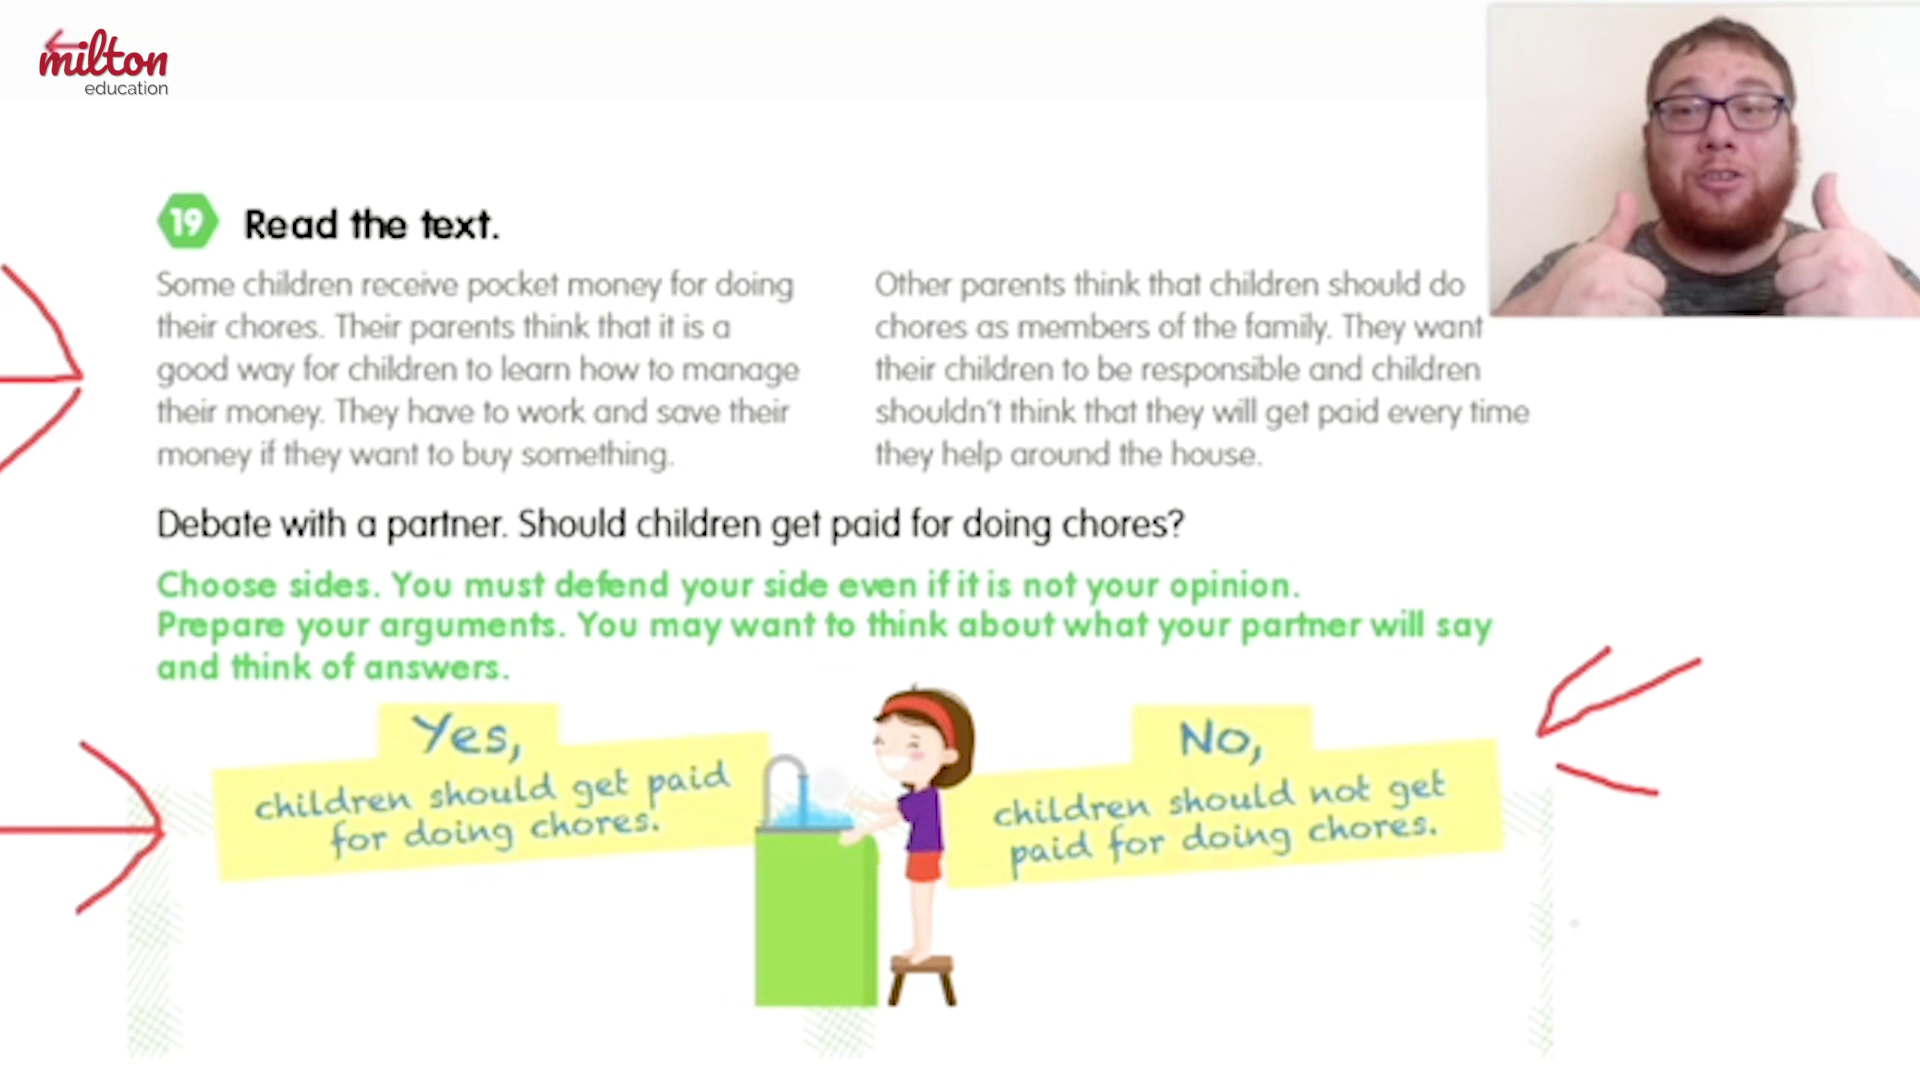 milton
education
19 Read the text.
Some children receive pocket money for doing
their chores. Their parents think that it is a
good way for children to learn how to manage
their money. They have to work and save their
money if they want to buy something.
Other parents think that children should do
chores as members of the family. They want
their children to be responsible and children
shouldn't think that they will get paid every time
they help around the house.
Debate with a partner. Should children get paid for doing chores?
Choose sides. You must defend your side even if it is not your opinion.
Prepare your arguments. You may want to think about what your partner will say
and think of answers.
Yes,
children should get paid
for doing chores.
No,
children should not get
paid for doing chores.